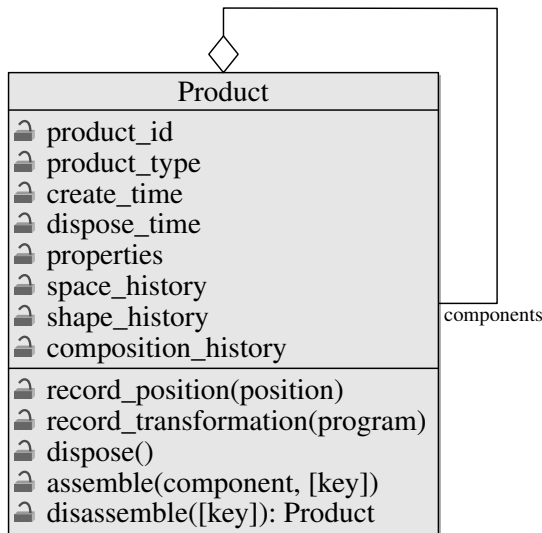 Product
product_id
product_type
create_time
dispose_time
properties
space_history
shape_history
components
composition_history
record_position(position)
record_transformation(program)
dispose()
assemble(component, [key])
disassemble([key]): Product